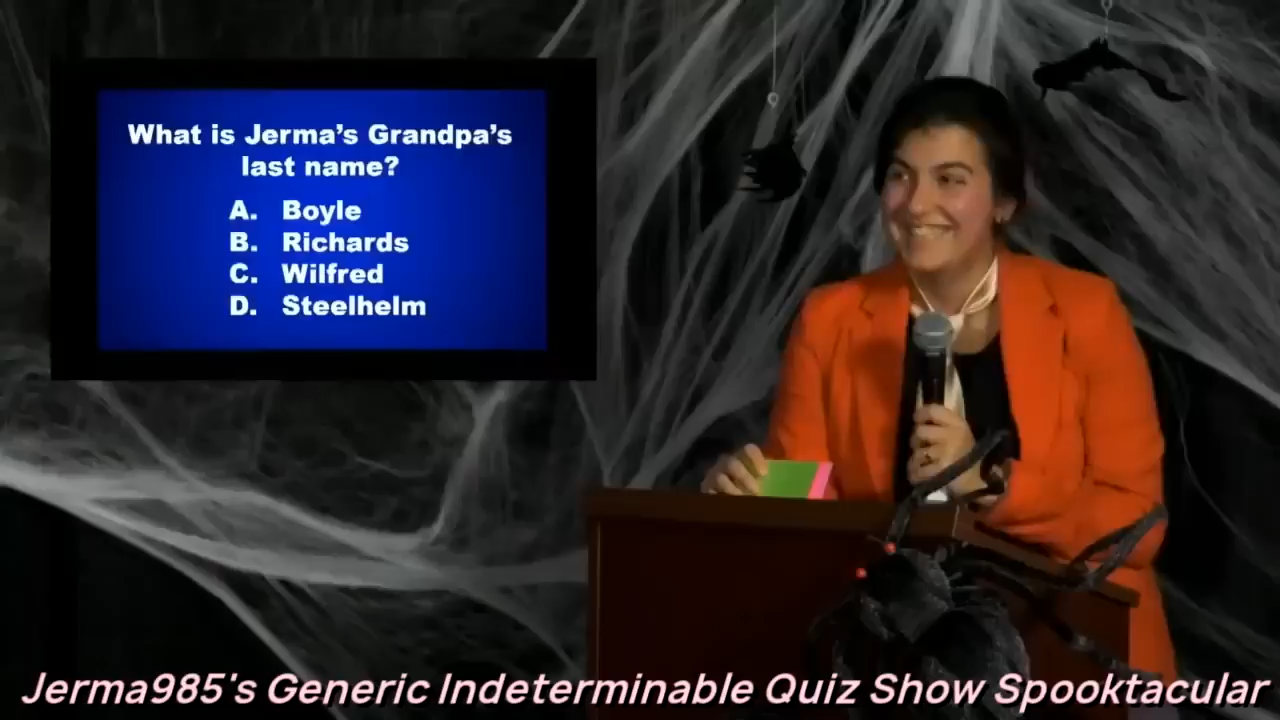 What is Jerma's Grandpa's
last name?
A. Boyle
B. Richards
C. Wilfred
D. Steelhelm
Jerma985's Generic Indeterminable Quiz Show Spooktacular